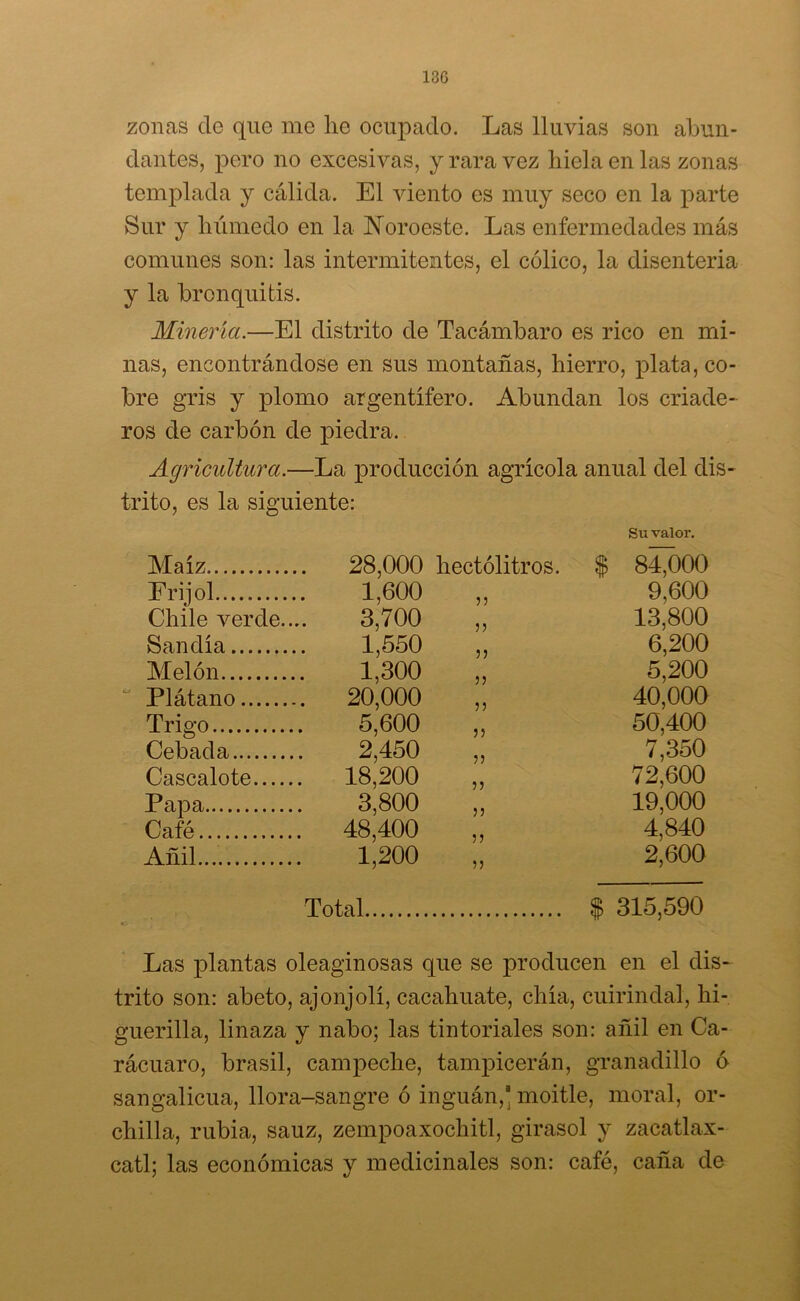 136
zonas de que me he ocupado. Las lluvias son abun-
dantes, pero no excesivas, y rara vez hiela en las zonas
templada y cálida. El viento es muy seco en la parte
Sur y húmedo en la Noroeste. Las enfermedades más
comunes son: las intermitentes, el cólico, la disenteria
y la bronquitis.
Minería.—El distrito de Tacámbaro es rico en mi-
nas, encontrándose en sus montañas, hierro, plata, co-
bre gris y plomo argentífero. Abundan los criade-
ros de carbón de piedra.
Agricultura.—La producción agrícola anual del dis-
trito, es la siguiente:
Su valor.
Maíz............. 28,000 hectólitros. $ 84,000
Frijol............ 1,600 ,, 9,600
Chile verde.... 3,700 ,, 13,800
Sandía.......... 1,550 ,, 6,200
Melón........... 1,300 ,, 5,200
Plátano......... 20,000 ,, 40,000
Trigo............ 5,600 ,, 50,400
Cebada.......... 2,450 ,, 7,350
Cascalote...... 18,200 ,, 72,600
Papa............. 3,800 ,, 19,000
Café............. 48,400 ,, 4,840
Añil.............. 1,200 ,, 2,600
Total........................ $ 315,590
Las plantas oleaginosas que se producen en el dis-
trito son: abeto, ajonjolí, cacahuate, chía, cuirindal, hi-
guerilla, linaza y nabo; las tintoriales son: añil en Ca-
rácuaro, brasil, campeche, tampicerán, granadillo ó
sangalicua, llora-sangre ó inguán, moitle, moral, or-
chilla, rubia, sauz, zempoaxochitl, girasol y zacatlax-
catl; las económicas y medicinales son: café, caña de